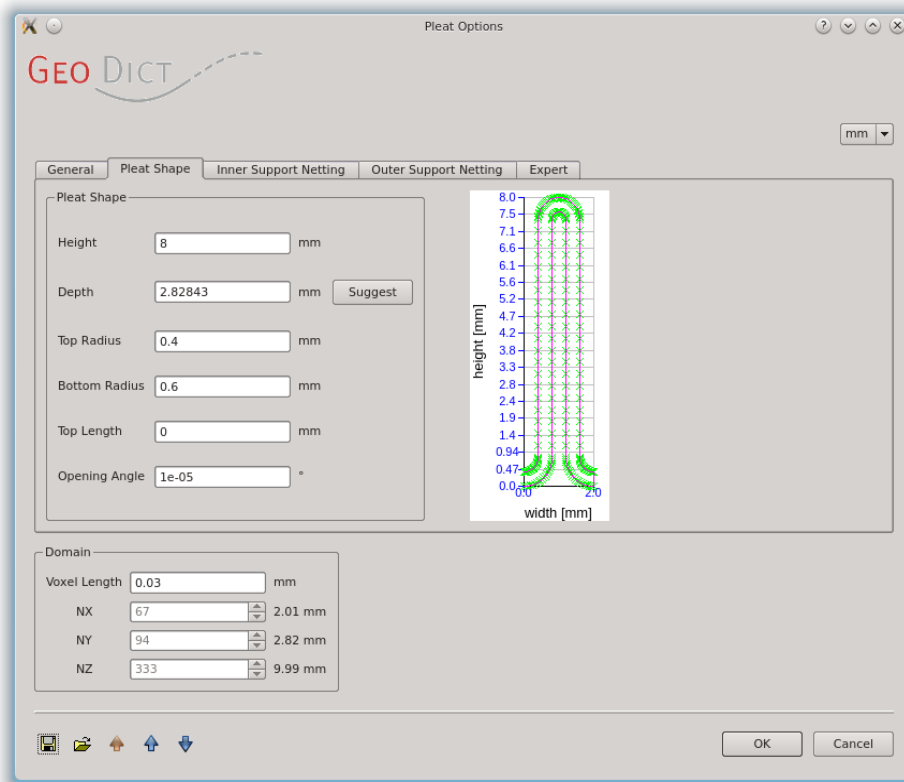 Pleat Options
GEO DICT
mm
General Pleat Shape Inner Support Netting Outer Support Netting Expert
Pleat Shape
Height 8 mm
Depth 2.82843 mm Suggest
Top Radius 0.4 mm
Bottom Radius 0.6 mm
Top Length 0 mm
Opening Angle 1e-05 °
height [mm]
8.0
7.5
7.1
6.6
6.1
5.6
5.2
4.7
4.2
3.8
3.3
2.8
2.4
1.9
1.4
0.94
0.47
0.0
0.0 2.0
width [mm]
Domain
Voxel Length 0.03 mm
NX 67 2.01 mm
NY 94 2.82 mm
NZ 333 9.99 mm
OK Cancel